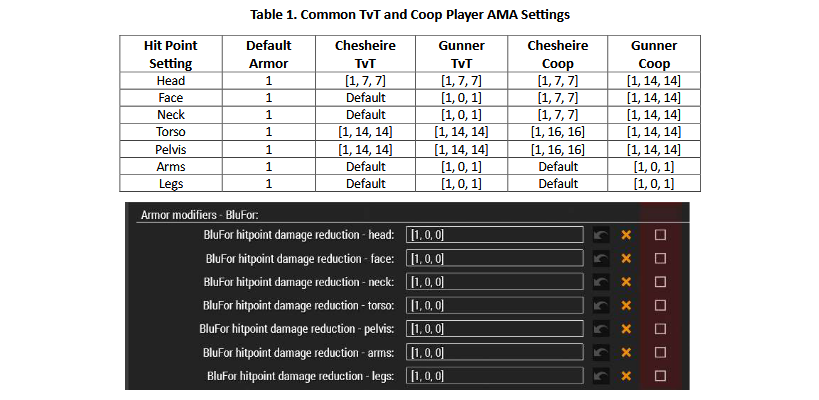 Table 1. Common TvT and Coop Player AMA Settings
Hit Point Setting Default Armor Chesheire TvT Gunner TvT Chesheire Coop Gunner Coop
Head 1 [1, 7, 7] [1, 7, 7] [1, 7, 7] [1, 14, 14]
Face 1 Default [1, 0, 1] [1, 7, 7] [1, 14, 14]
Neck 1 Default [1, 0, 1] [1, 7, 7] [1, 14, 14]
Torso 1 [1, 14, 14] [1, 14, 14] [1, 16, 16] [1, 14, 14]
Pelvis 1 [1, 14, 14] [1, 14, 14] [1, 16, 16] [1, 14, 14]
Arms 1 Default [1, 0, 1] Default [1, 0, 1]
Legs 1 Default [1, 0, 1] Default [1, 0, 1]
Armor modifiers - BluFor:
BluFor hitpoint damage reduction - head: [1, 0, 0]
BluFor hitpoint damage reduction - face: [1, 0, 0]
BluFor hitpoint damage reduction - neck: [1, 0, 0]
BluFor hitpoint damage reduction - torso: [1, 0, 0]
BluFor hitpoint damage reduction - pelvis: [1, 0, 0]
BluFor hitpoint damage reduction - arms: [1, 0, 0]
BluFor hitpoint damage reduction - legs: [1, 0, 0]